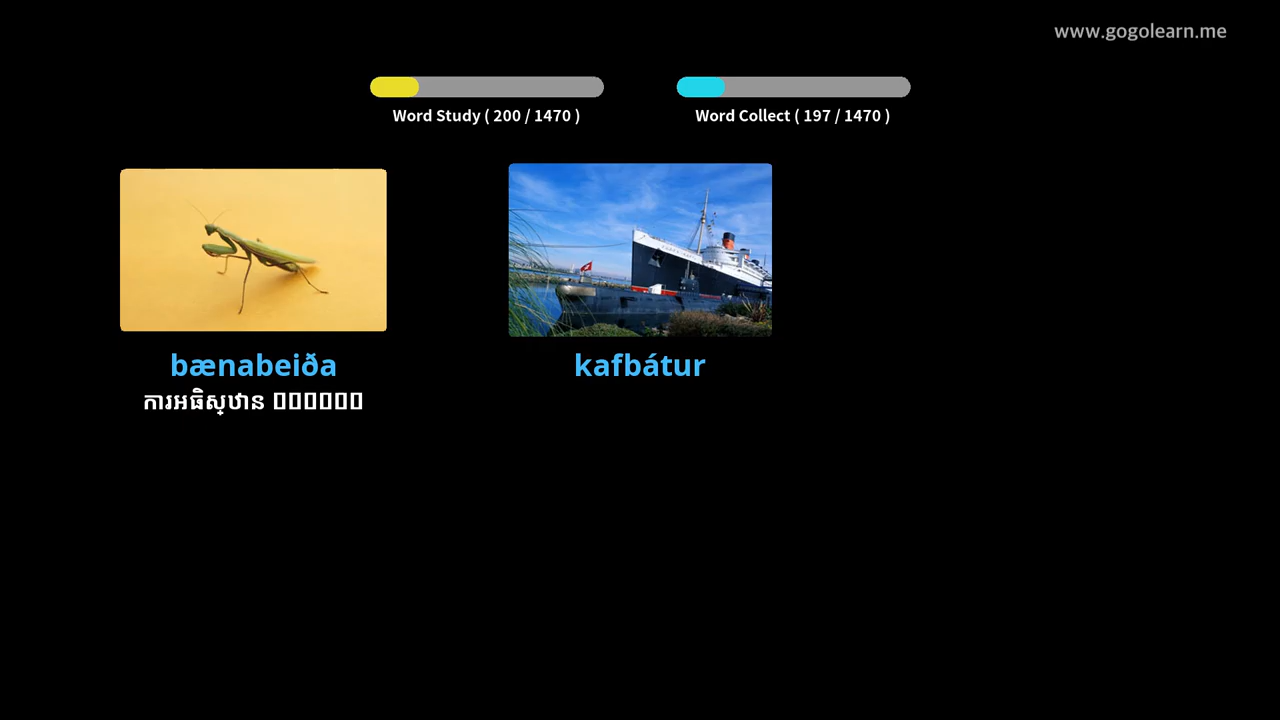 www.gogolearn.me
Word Study ( 200 / 1470 )
Word Collect ( 197 / 1470 )
bænabeiða
ការអធិស្ឋាន
kafbátur